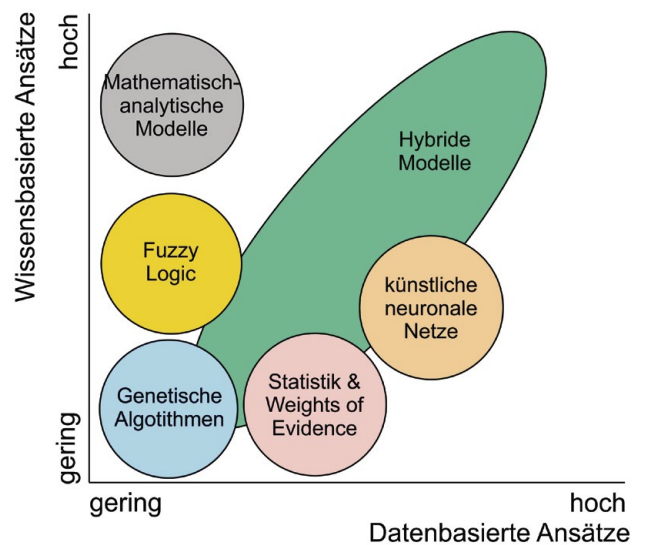 Wissensbasierte Ansätze
hoch
gering
Mathematisch-
analytische
Modelle
Hybride
Modelle
Fuzzy
Logic
künstliche
neuronale
Netze
Genetische
Algotithmen
Statistik &
Weights of
Evidence
gering
hoch
Datenbasierte Ansätze